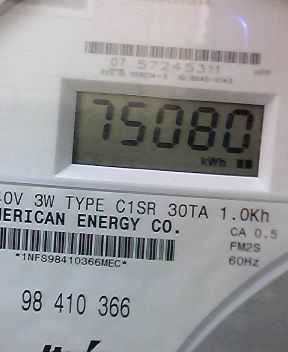 07 57245311
75080
kWh
0V 3W TYPE C1SR 30TA 1.0Kh
MERICAN ENERGY CO.
CA 0.5
FM2S
60Hz
*1NFS98410366MEC*
98 410 366